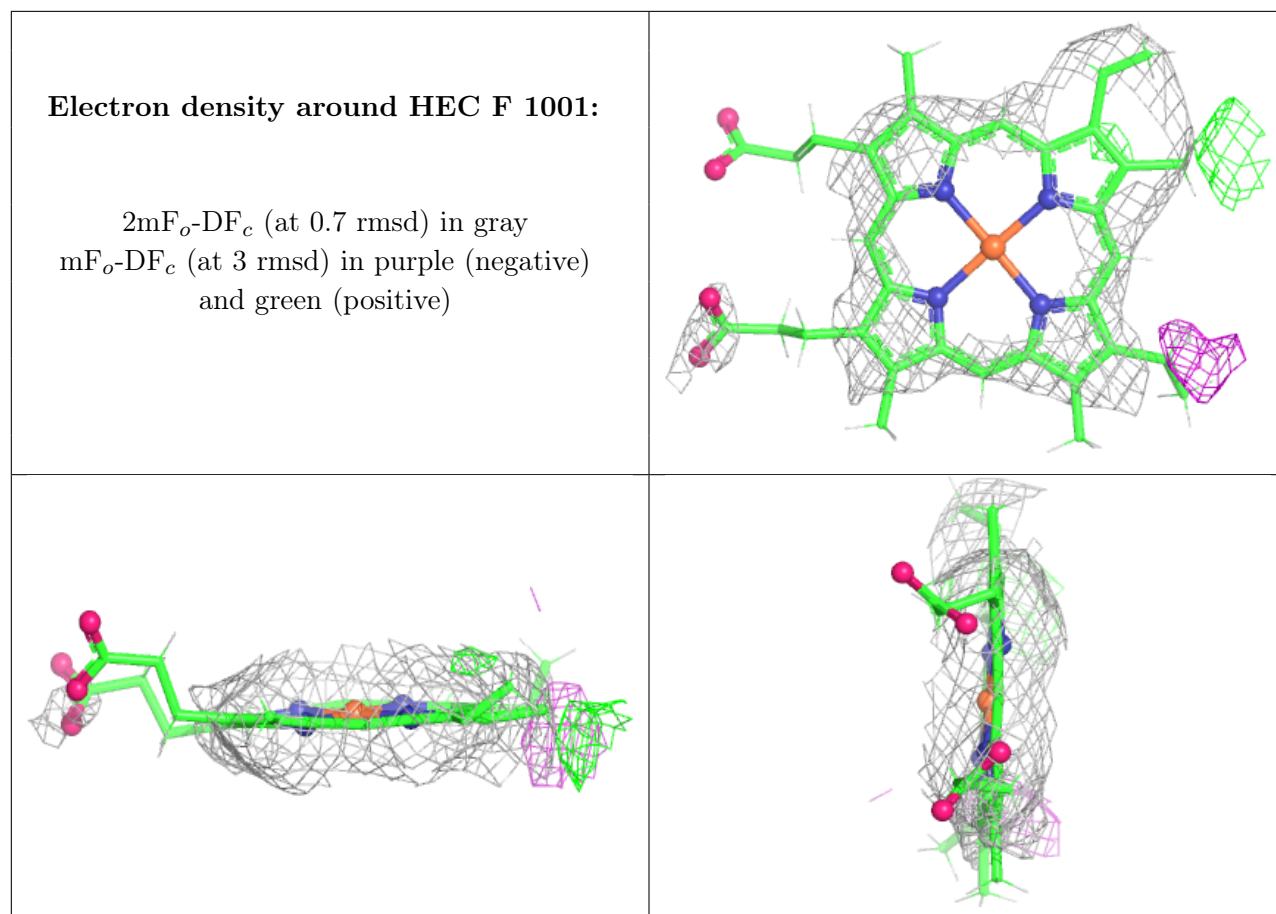 Electron density around HEC F 1001:
2mFo-DFc (at 0.7 rmsd) in gray
mFo-DFc (at 3 rmsd) in purple (negative)
and green (positive)